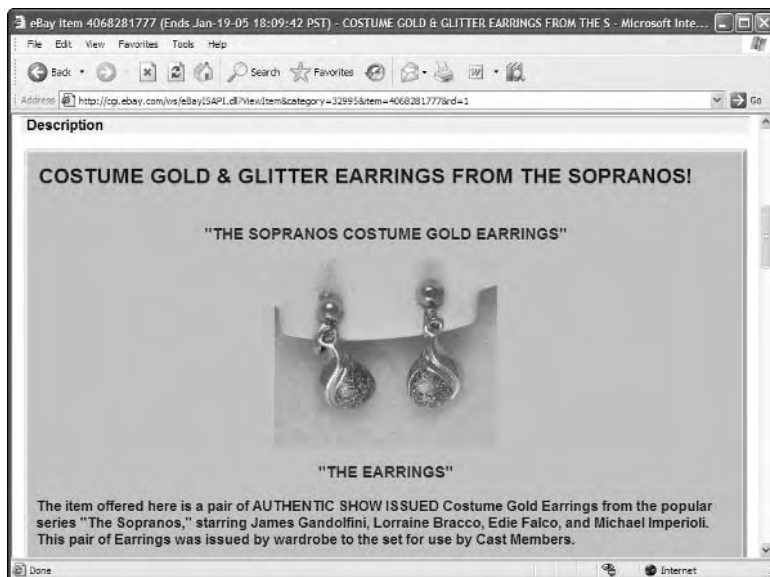 eBay item 4068281777 (Ends Jan-19-05 18:09:42 PST) - COSTUME GOLD & GLITTER EARRINGS FROM THE S - Microsoft Inte...
File Edit View Favorites Tools Help
Back Search Favorites
Address http://cgi.ebay.com/ws/eBayISAPI.dll?ViewItem&category=32995&item=4068281777&rd=1 Go
Description
COSTUME GOLD & GLITTER EARRINGS FROM THE SOPRANOS!
"THE SOPRANOS COSTUME GOLD EARRINGS"
"THE EARRINGS"
The item offered here is a pair of AUTHENTIC SHOW ISSUED Costume Gold Earrings from the popular
series "The Sopranos," starring James Gandolfini, Lorraine Bracco, Edie Falco, and Michael Imperioli.
This pair of Earrings was issued by wardrobe to the set for use by Cast Members.
Done Internet